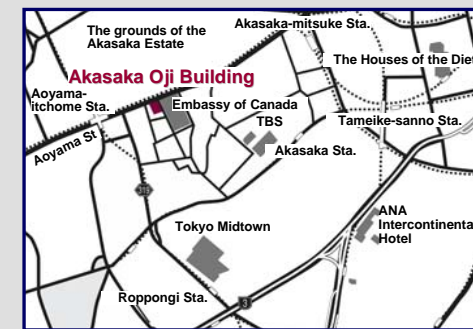 The grounds of the
Akasaka Estate
Akasaka-mitsuke Sta.
The Houses of the Diet
Akasaka Oji Building
Aoyama-
itchome Sta.
Embassy of Canada
TBS
Tameike-sanno Sta.
Aoyama St
Akasaka Sta.
319
ANA
Intercontinental
Hotel
Tokyo Midtown
Roppongi Sta.
3